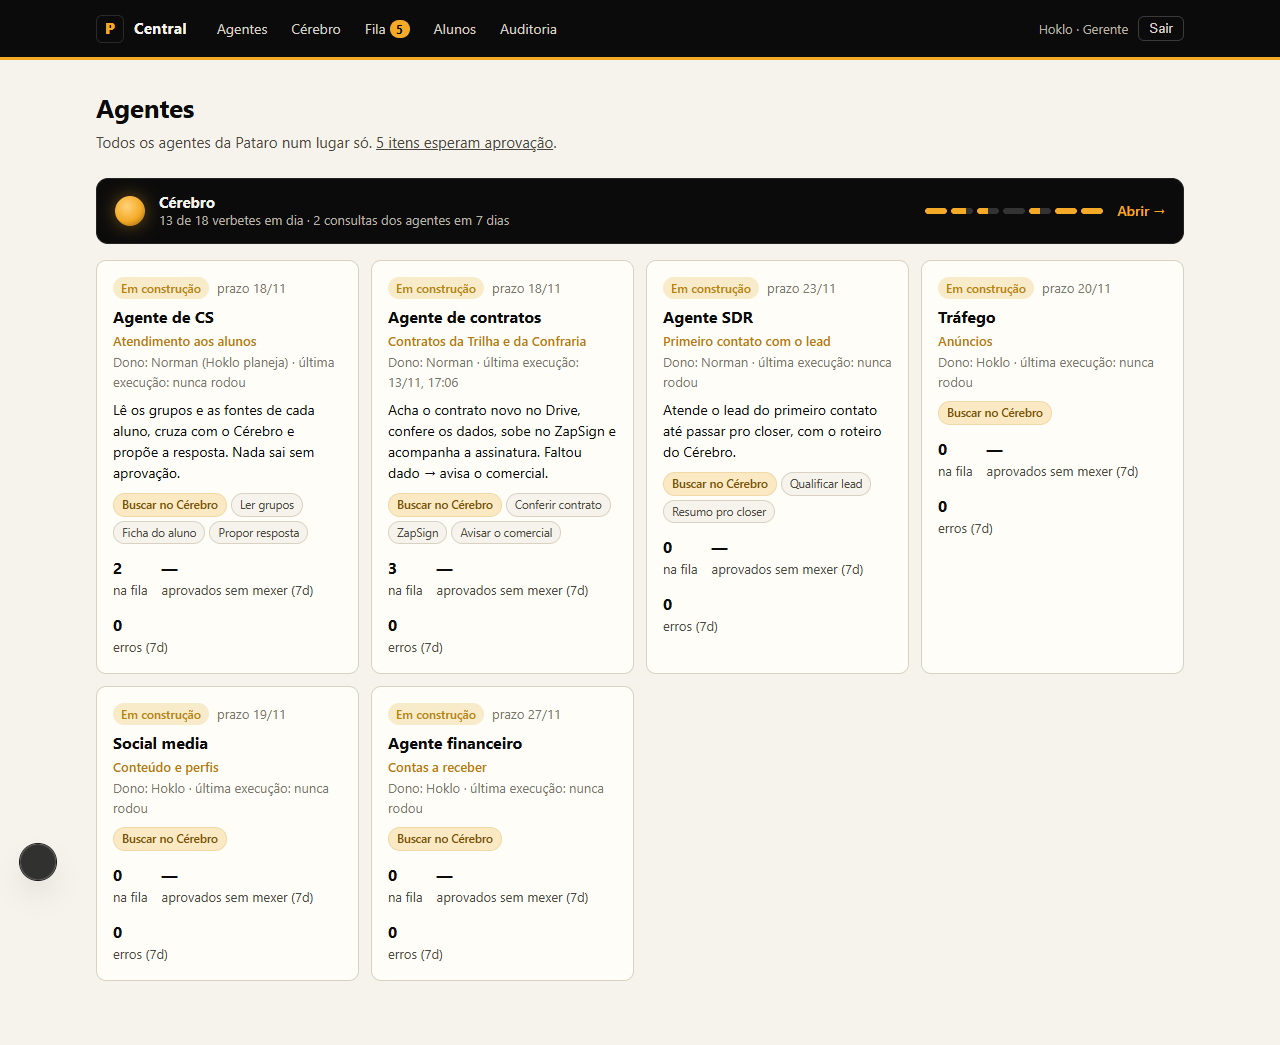 P Central Agentes Cérebro Fila 5 Alunos Auditoria Hoklo · Gerente Sair
Agentes
Todos os agentes da Pataro num lugar só. 5 itens esperam aprovação.
Cérebro
13 de 18 verbetes em dia · 2 consultas dos agentes em 7 dias
Abrir →
Em construção prazo 18/11
Agente de CS
Atendimento aos alunos
Dono: Norman (Hoklo planeja) · última
execução: nunca rodou
Lê os grupos e as fontes de cada
aluno, cruza com o Cérebro e
propõe a resposta. Nada sai sem
aprovação.
Buscar no Cérebro Ler grupos
Ficha do aluno Propor resposta
2 —
na fila aprovados sem mexer (7d)
0
erros (7d)
Em construção prazo 18/11
Agente de contratos
Contratos da Trilha e da Confraria
Dono: Norman · última execução:
13/11, 17:06
Acha o contrato novo no Drive,
confere os dados, sobe no ZapSign e
acompanha a assinatura. Faltou
dado → avisa o comercial.
Buscar no Cérebro Conferir contrato
ZapSign Avisar o comercial
3 —
na fila aprovados sem mexer (7d)
0
erros (7d)
Em construção prazo 23/11
Agente SDR
Primeiro contato com o lead
Dono: Norman · última execução: nunca
rodou
Atende o lead do primeiro contato
até passar pro closer, com o roteiro
do Cérebro.
Buscar no Cérebro Qualificar lead
Resumo pro closer
0 —
na fila aprovados sem mexer (7d)
0
erros (7d)
Em construção prazo 20/11
Tráfego
Anúncios
Dono: Hoklo · última execução: nunca
rodou
Buscar no Cérebro
0 —
na fila aprovados sem mexer (7d)
0
erros (7d)
Em construção prazo 19/11
Social media
Conteúdo e perfis
Dono: Hoklo · última execução: nunca
rodou
Buscar no Cérebro
0 —
na fila aprovados sem mexer (7d)
0
erros (7d)
Em construção prazo 27/11
Agente financeiro
Contas a receber
Dono: Hoklo · última execução: nunca
rodou
Buscar no Cérebro
0 —
na fila aprovados sem mexer (7d)
0
erros (7d)